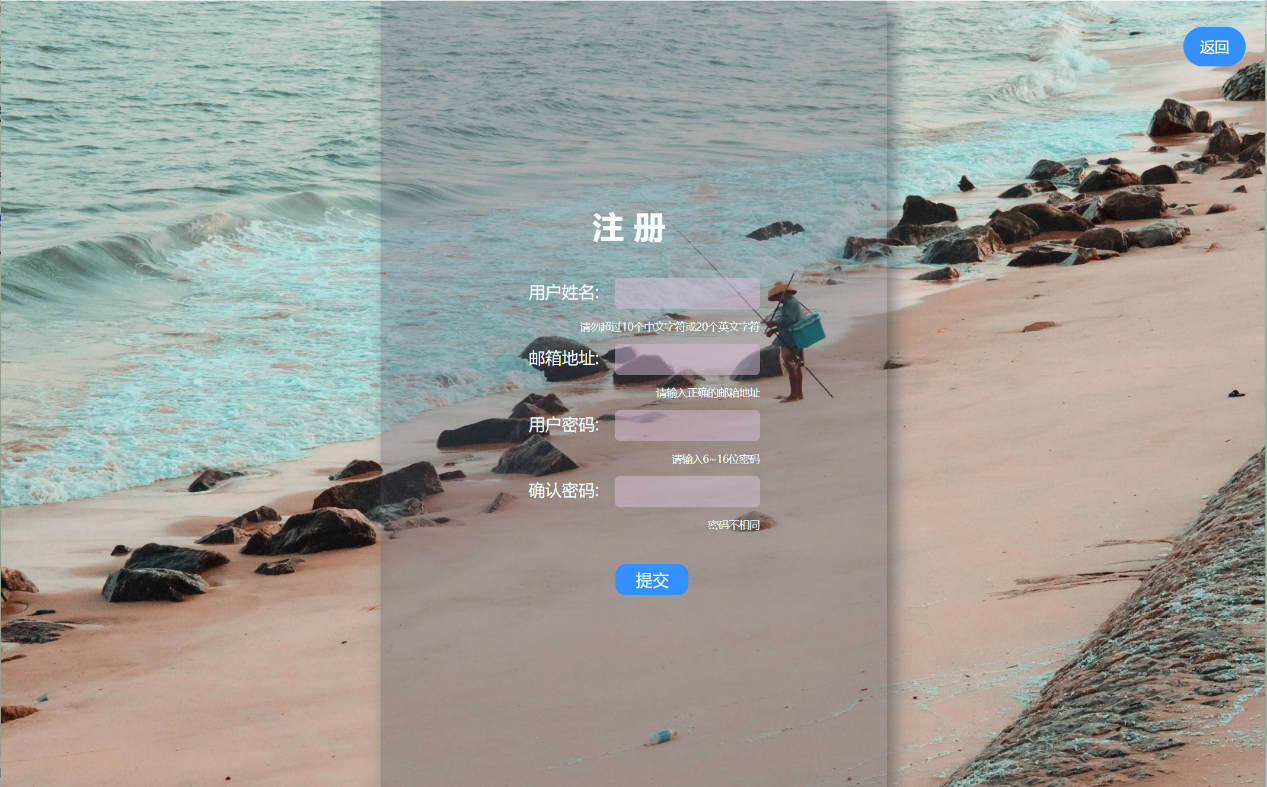 返回
注 册
用户姓名:
请勿超过10个中文字符或20个英文字符
邮箱地址:
请输入正确的邮箱地址
用户密码:
请输入6~16位密码
确认密码:
密码不相同
提交